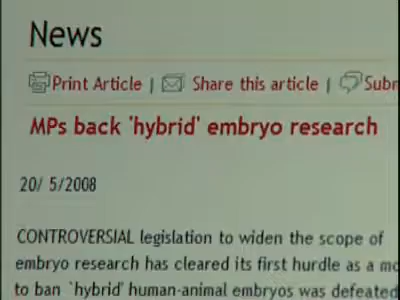 News
Print Article | Share this article |
MPs back 'hybrid' embryo research
20/ 5/2008
CONTROVERSIAL legislation to widen the scope of
embryo research has cleared its first hurdle as a
to ban `hybrid' human-animal embryos was defeated